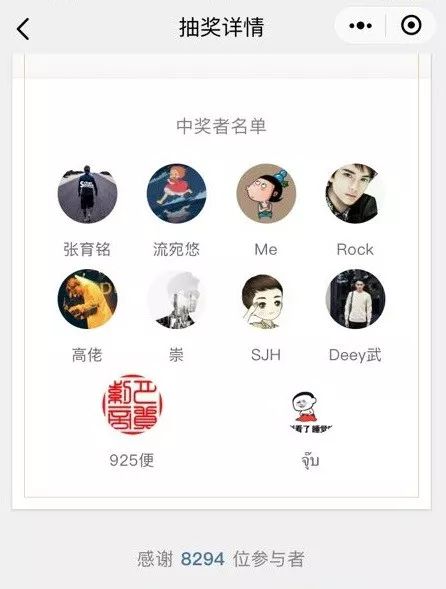 抽奖详情
中奖者名单
张育铭 流宛悠 Me Rock
高佬 崇 SJH Deey武
925便 จุ๊บ
感谢 8294 位参与者